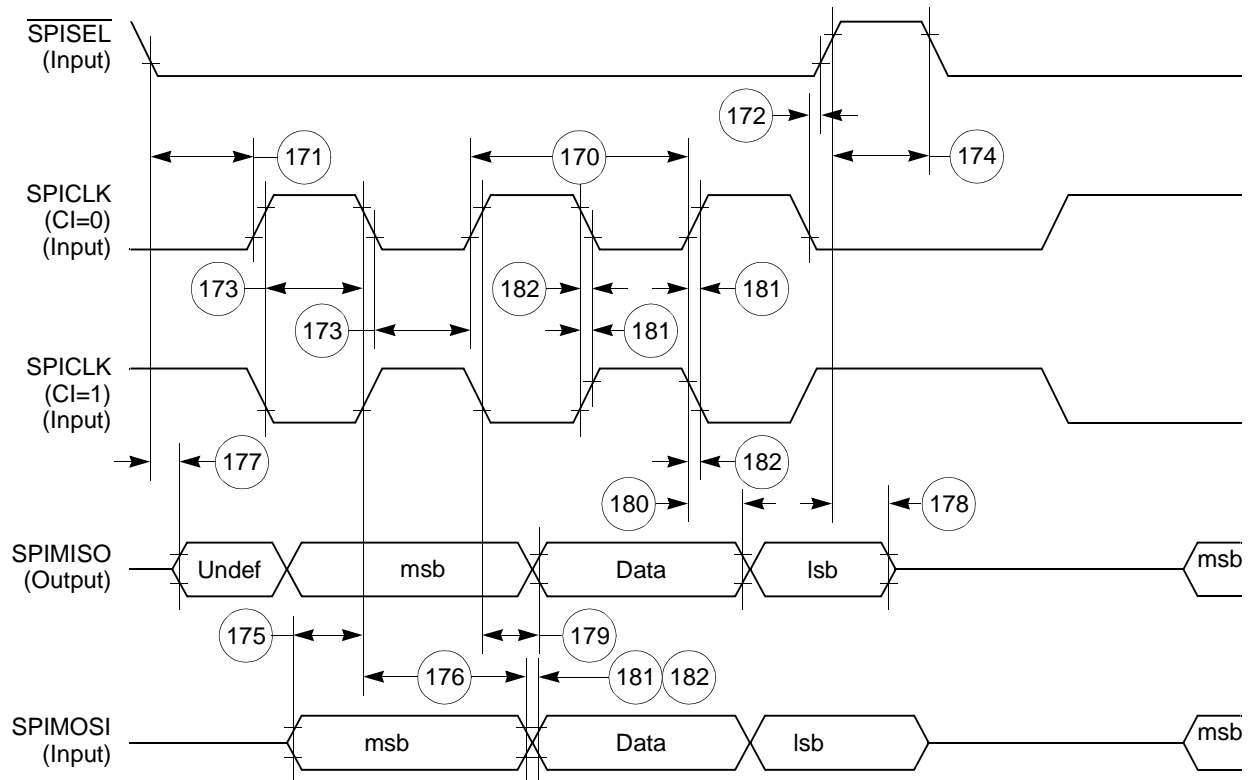 SPISEL
(Input)
172
171
170
174
SPICLK
(CI=0)
(Input)
173
182
181
173
181
SPICLK
(CI=1)
(Input)
177
182
180
178
SPIMISO
(Output)
Undef
msb
Data
lsb
msb
175
179
176
181
182
SPIMOSI
(Input)
msb
Data
lsb
msb